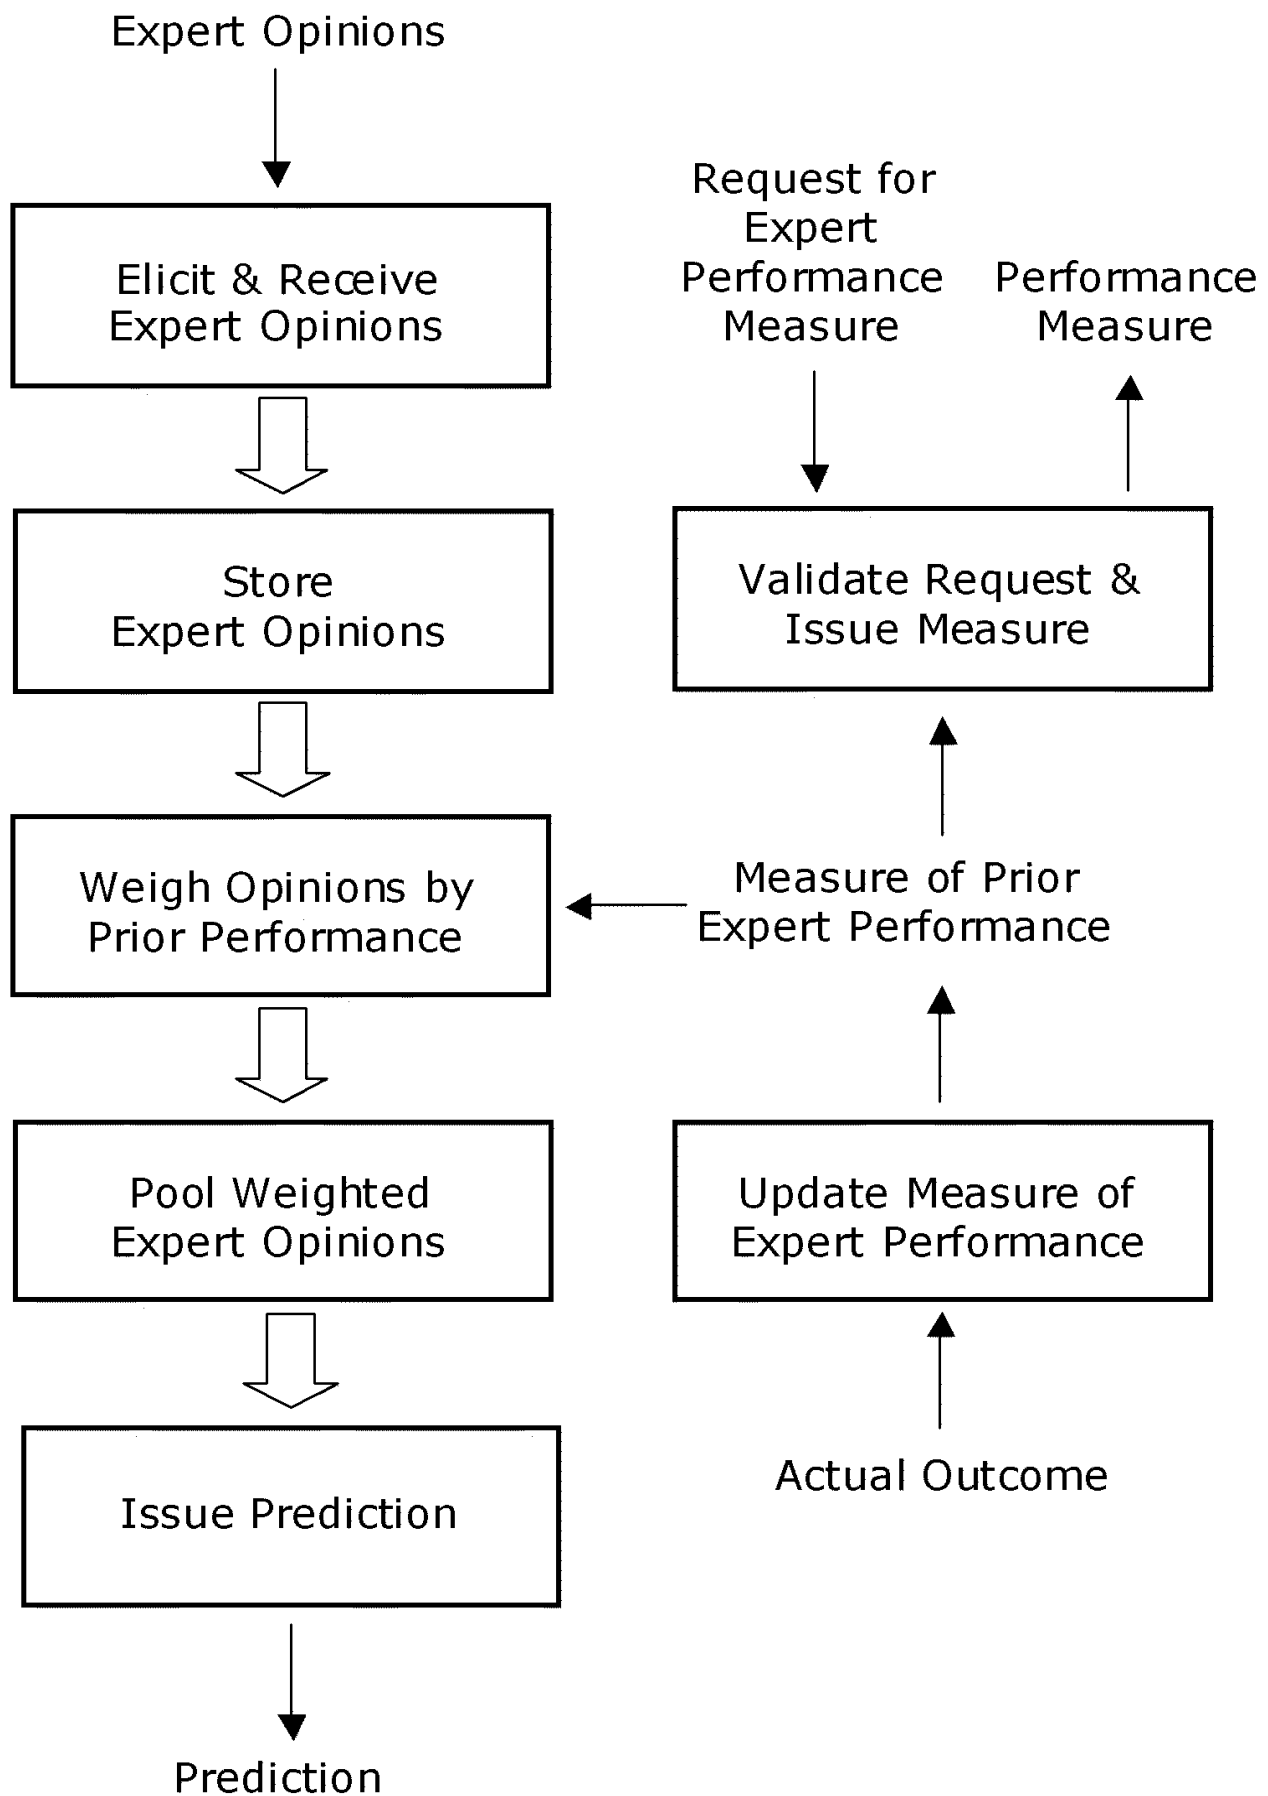 Expert Opinions
Elicit & Receive
Expert Opinions
Store
Expert Opinions
Weigh Opinions by
Prior Performance
Pool Weighted
Expert Opinions
Issue Prediction
Prediction
Request for
Expert
Performance
Measure
Performance
Measure
Validate Request &
Issue Measure
Measure of Prior
Expert Performance
Update Measure of
Expert Performance
Actual Outcome